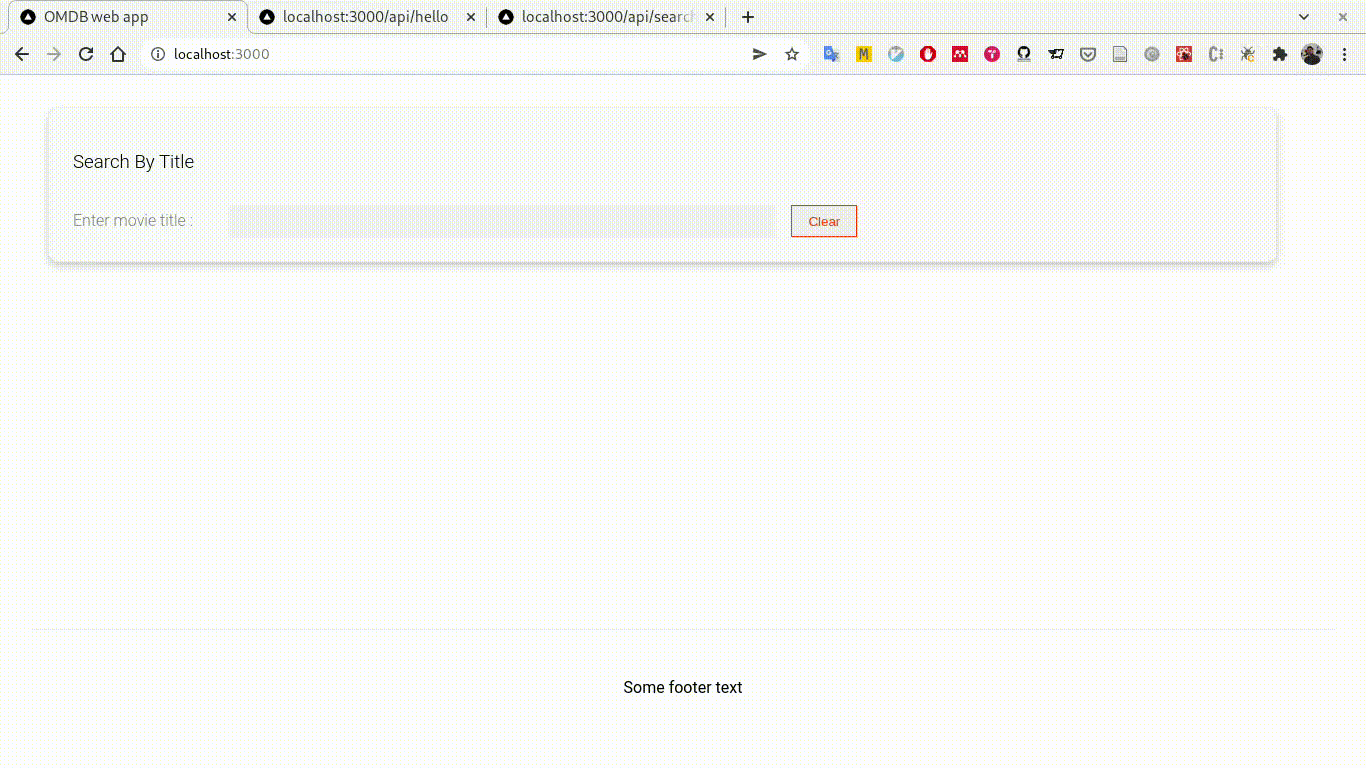 OMDB web app
localhost:3000/api/hello
localhost:3000/api/search
localhost:3000
Search By Title
Enter movie title :
Clear
Some footer text